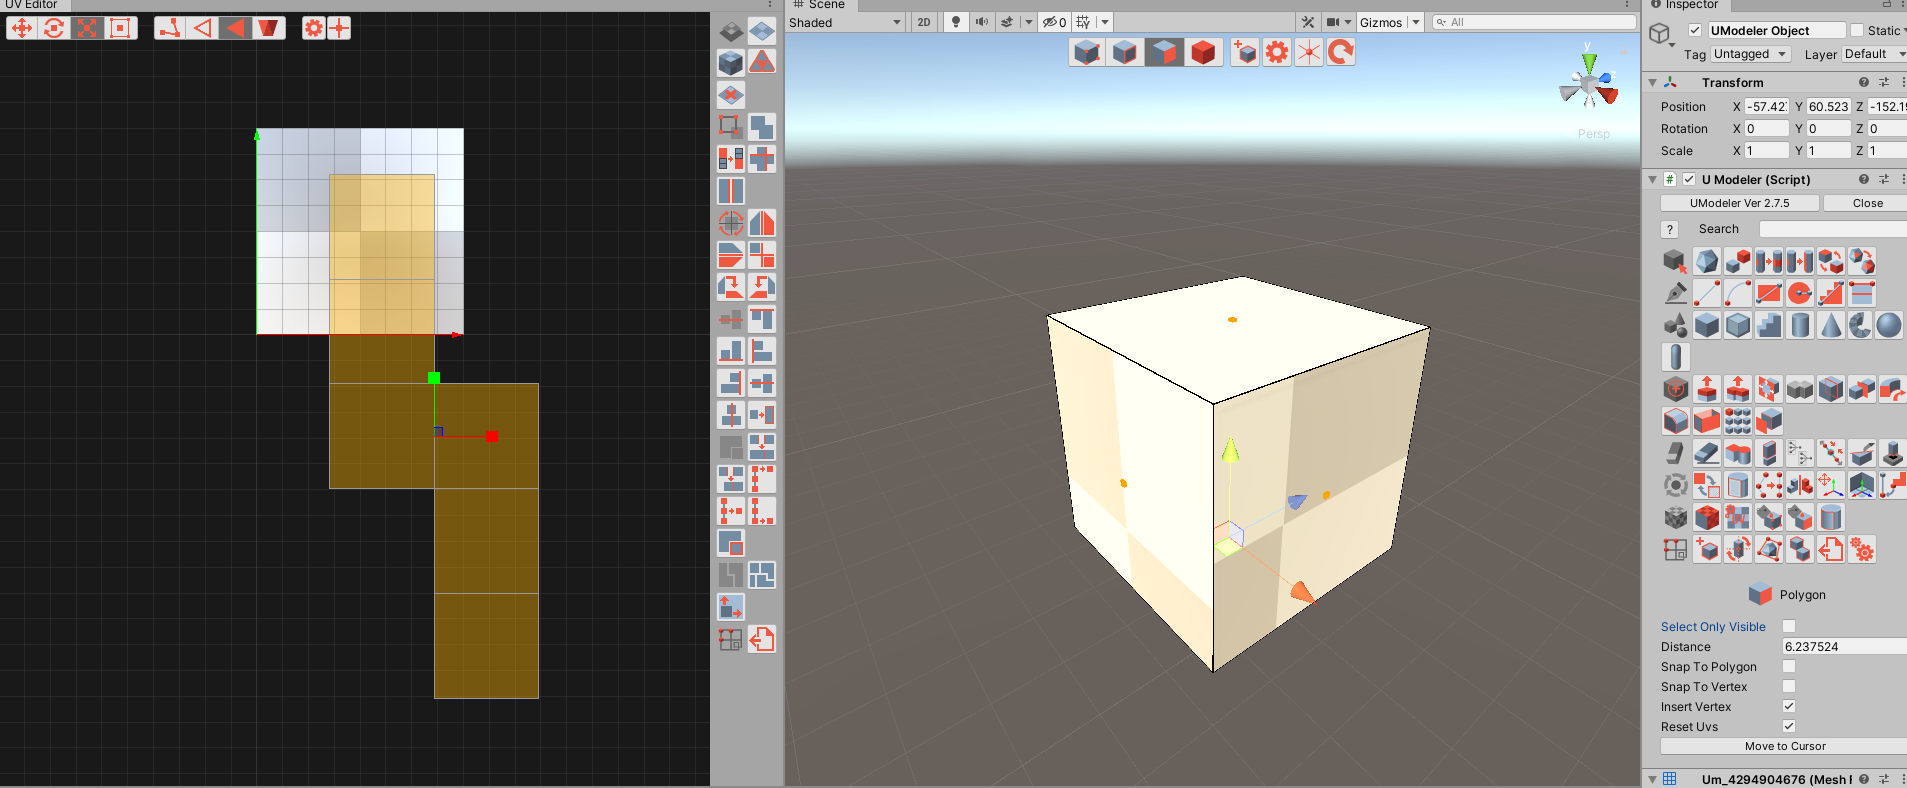 UV Editor
Scene
Inspector
Shaded
2D
0
Gizmos
All
y
z
Persp
UModeler Object
Static
Tag
Untagged
Layer
Default
Transform
Position X -57.42 Y 60.523 Z -152.19
Rotation X 0 Y 0 Z 0
Scale X 1 Y 1 Z 1
# U Modeler (Script)
UModeler Ver 2.7.5
Close
?
Search
Polygon
Select Only Visible
Distance 6.237524
Snap To Polygon
Snap To Vertex
Insert Vertex
Reset Uvs
Move to Cursor
Um_4294904676 (Mesh F